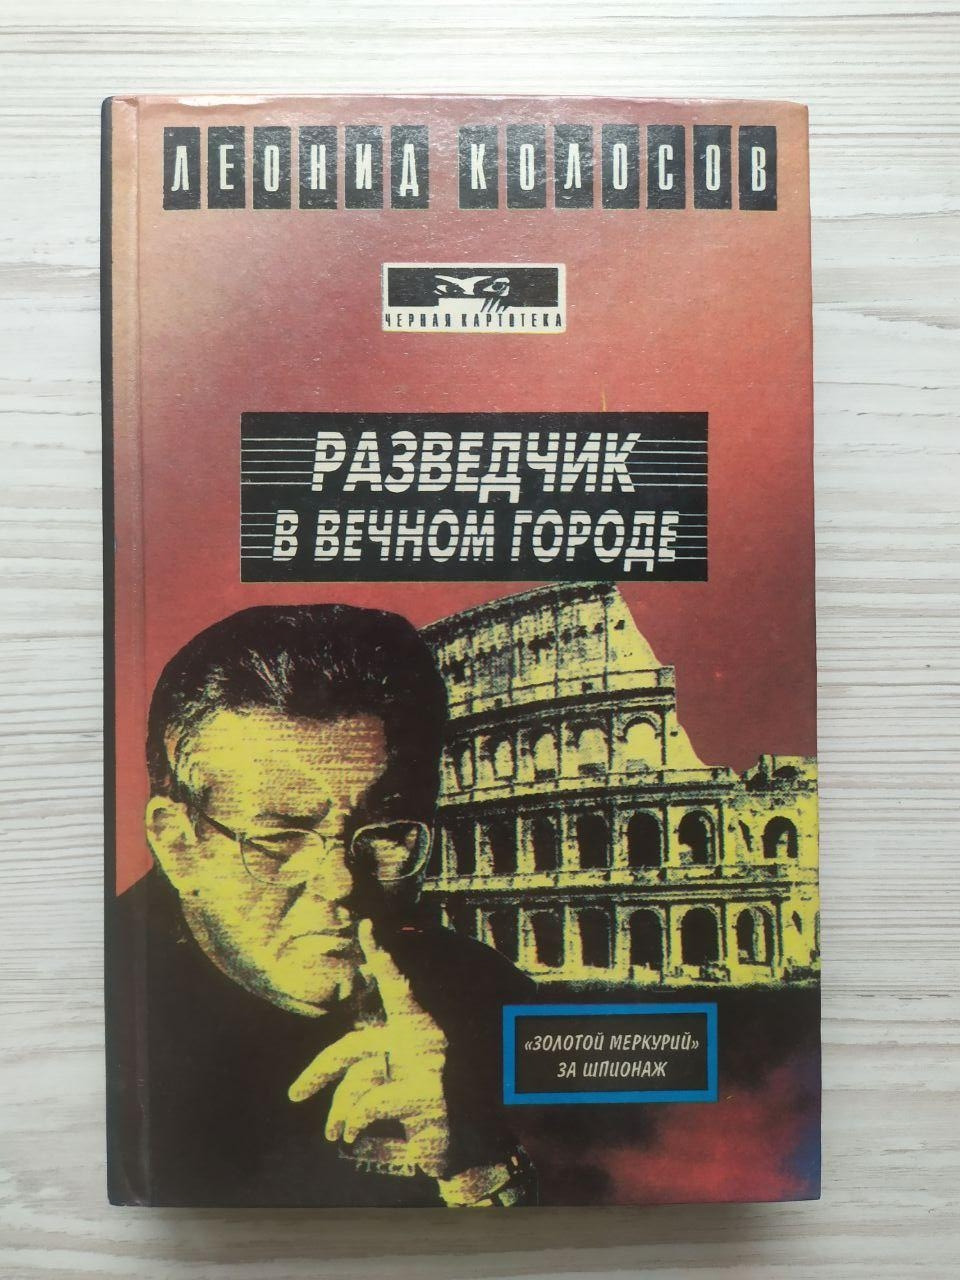 ЛЕОНИД КОЛОСОВ
ЧЕРНАЯ КАРТОТЕКА
РАЗВЕДЧИК
В ВЕЧНОМ ГОРОДЕ
«ЗОЛОТОЙ МЕРКУРИЙ»
ЗА ШПИОНАЖ